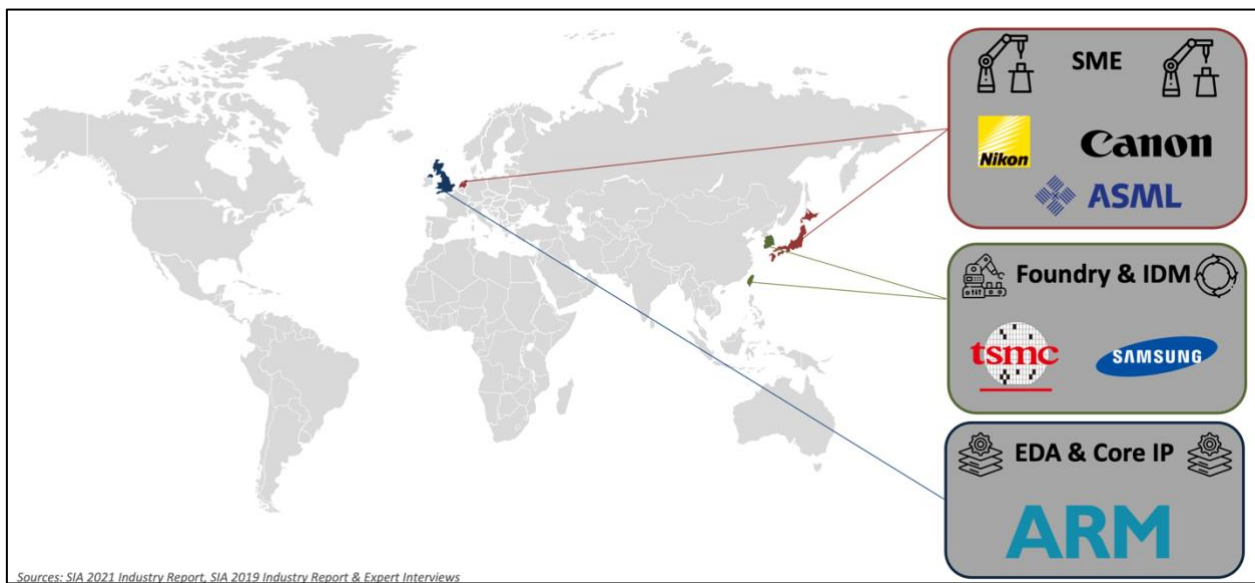 SME
Nikon
Canon
ASML
Foundry & IDM
tsmc
SAMSUNG
EDA & Core IP
ARM
Sources: SIA 2021 Industry Report, SIA 2019 Industry Report & Expert Interviews